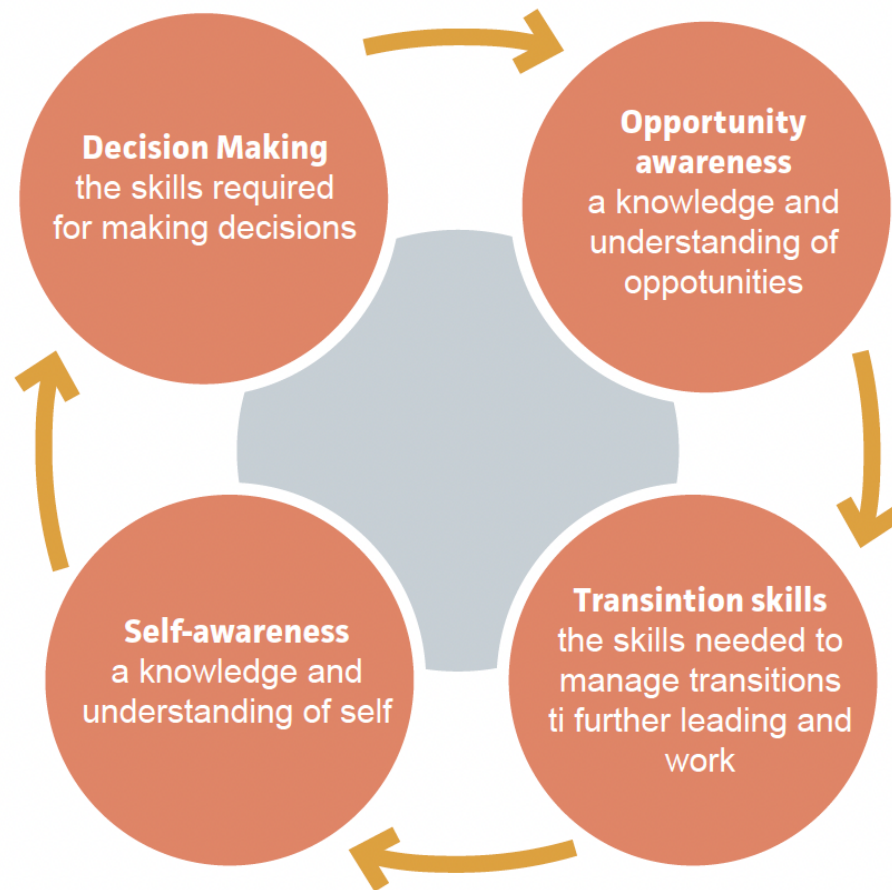 Decision Making
the skills required
for making decisions
Opportunity
awareness
a knowledge and
understanding of
oppotunities
Self-awareness
a knowledge and
understanding of self
Transintion skills
the skills needed to
manage transitions
ti further leading and
work